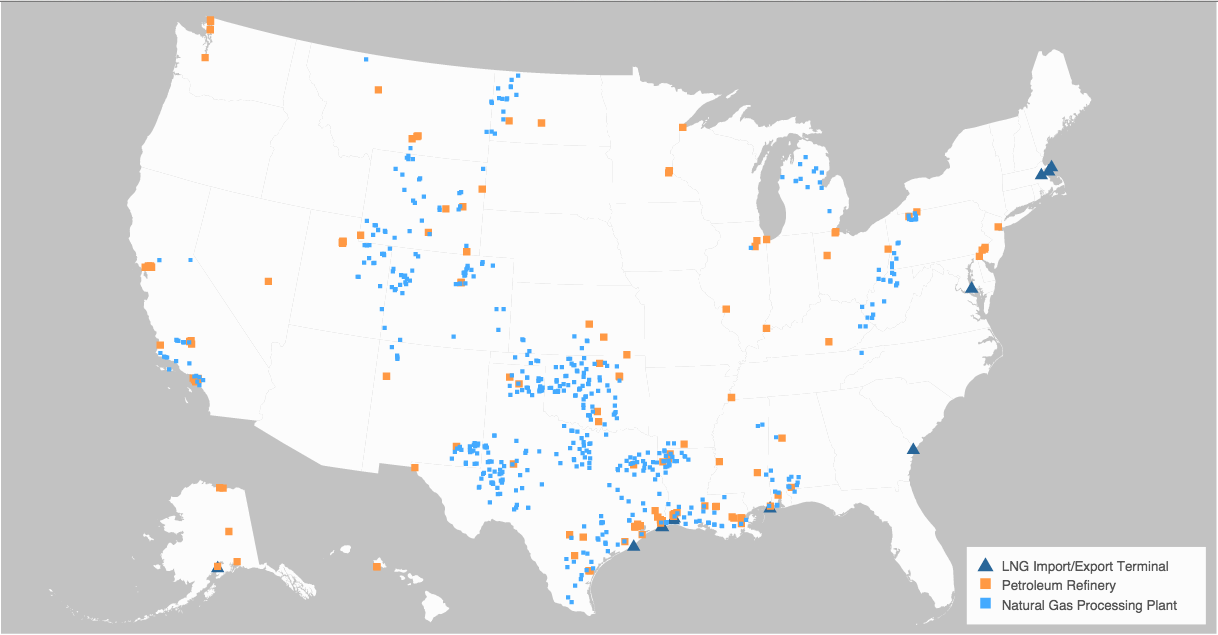 LNG Import/Export Terminal
Petroleum Refinery
Natural Gas Processing Plant